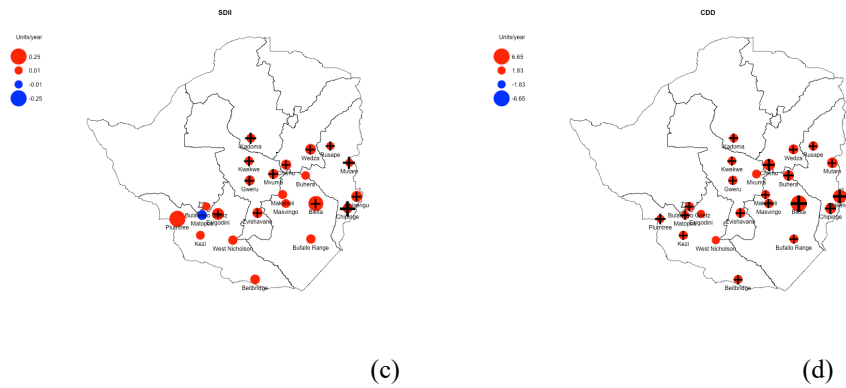 SDII
Units/year
0.25
0.01
-0.01
-0.25
Kadoma
Wedza
Rusape
Kwekwe
Mutare
Mvuma
Buhera
Gweru
Masvingo
Zvishavane
Bikita
Chipinge
Plumtree
Matopos
Kezi
West Nicholson
Buffalo Range
Beitbridge
(c)
CDD
Units/year
6.65
1.83
-1.83
-6.65
Kadoma
Wedza
Rusape
Kwekwe
Mutare
Mvuma
Buhera
Gweru
Masvingo
Zvishavane
Bikita
Chipinge
Plumtree
Matopos
Kezi
West Nicholson
Buffalo Range
Beitbridge
(d)